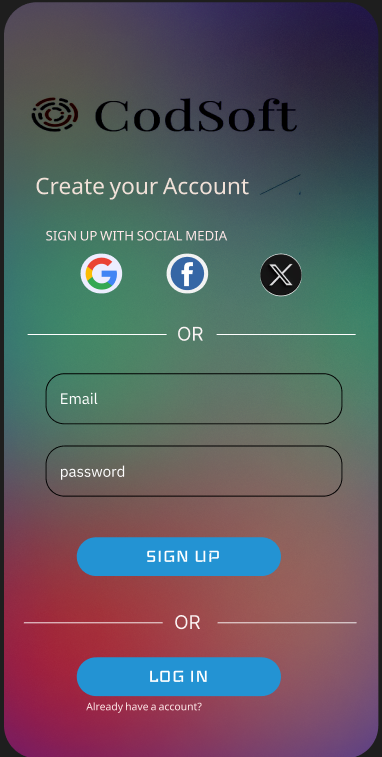 CodSoft
Create your Account
SIGN UP WITH SOCIAL MEDIA
OR
Email
password
SIGN UP
OR
LOG IN
Already have a account?